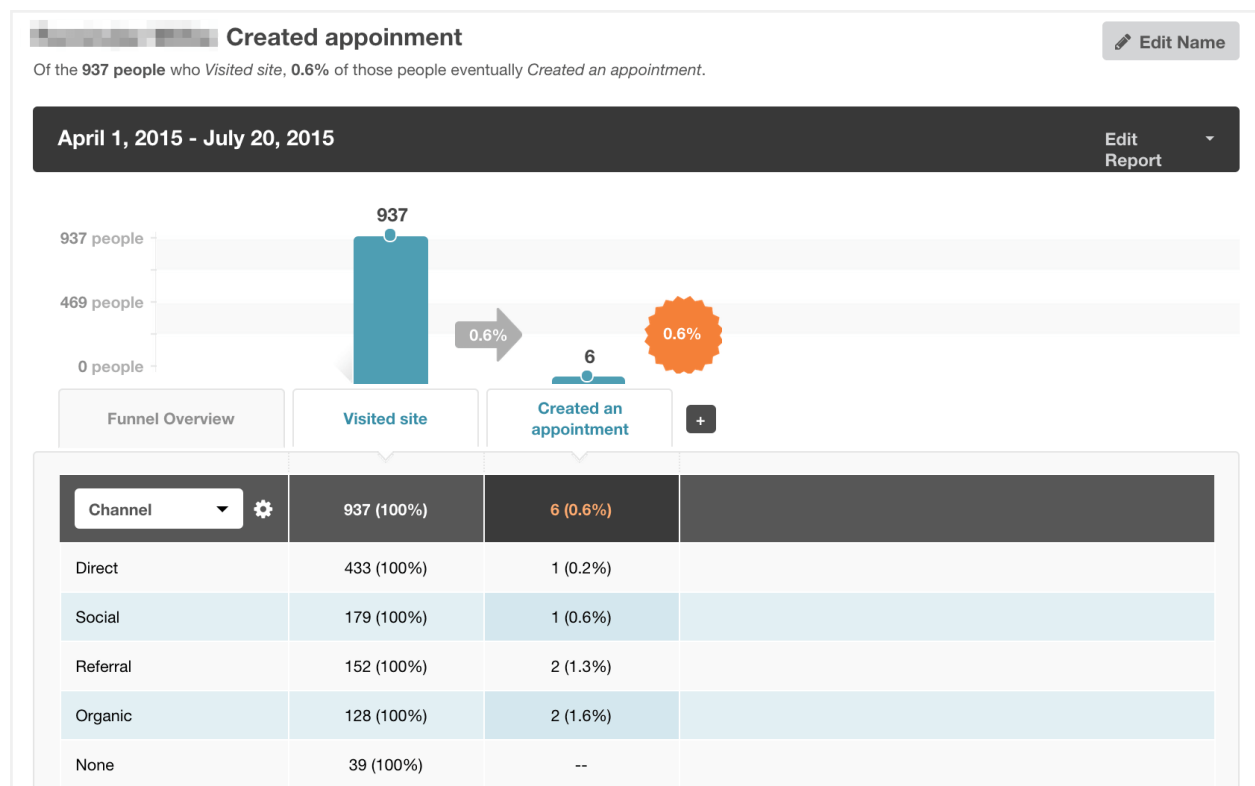 Created appoinment
Edit Name
Of the 937 people who Visited site, 0.6% of those people eventually Created an appointment.
April 1, 2015 - July 20, 2015
Edit
Report
937
937 people
469 people
0.6%
0.6%
6
0 people
Funnel Overview
Visited site
Created an
appointment
+
Channel 937 (100%) 6 (0.6%)
Direct 433 (100%) 1 (0.2%)
Social 179 (100%) 1 (0.6%)
Referral 152 (100%) 2 (1.3%)
Organic 128 (100%) 2 (1.6%)
None 39 (100%) --